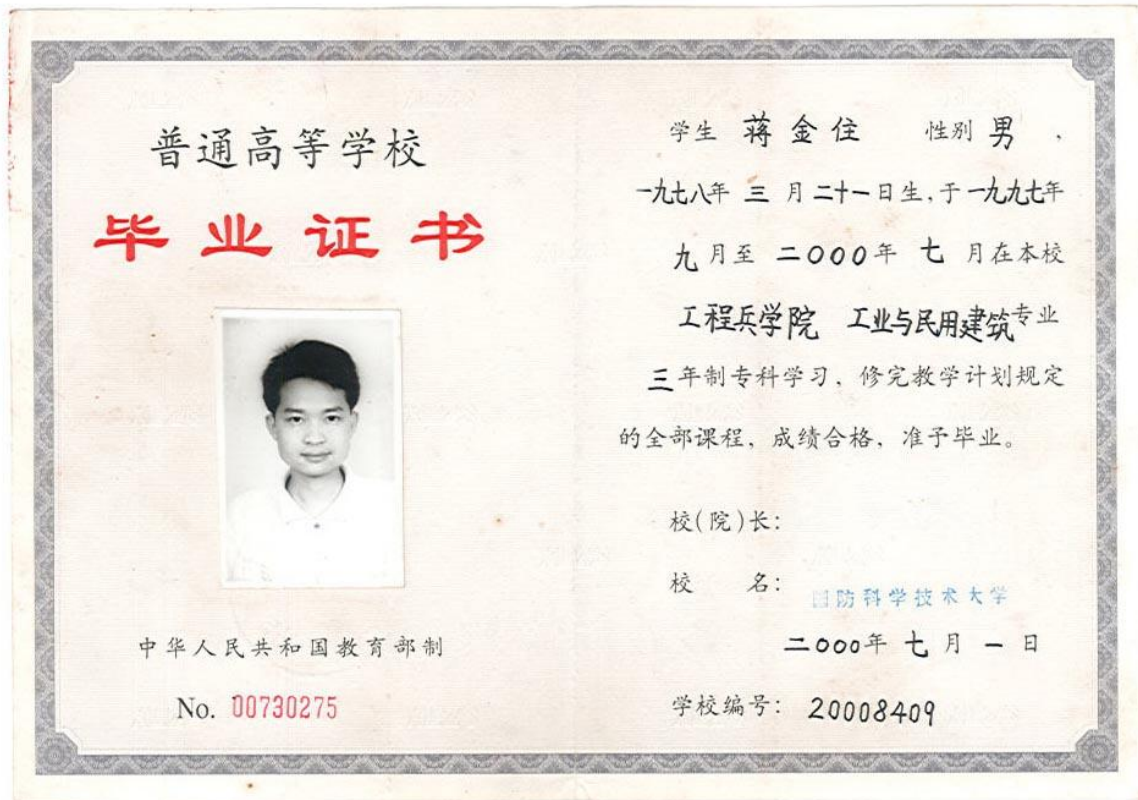 普通高等学校
毕业证书
中华人民共和国教育部制
No. 00730275
学生 蒋金住 性别 男，
一九七八年 三 月 二十一日生，于一九九七年
九月至 二〇〇〇年 七 月在本校
工程兵学院 工业与民用建筑专业
三年制专科学习，修完教学计划规定
的全部课程，成绩合格，准予毕业。
校(院)长：
校 名：
国防科学技术大学
二〇〇〇年 七 月 一 日
学校编号： 20008409